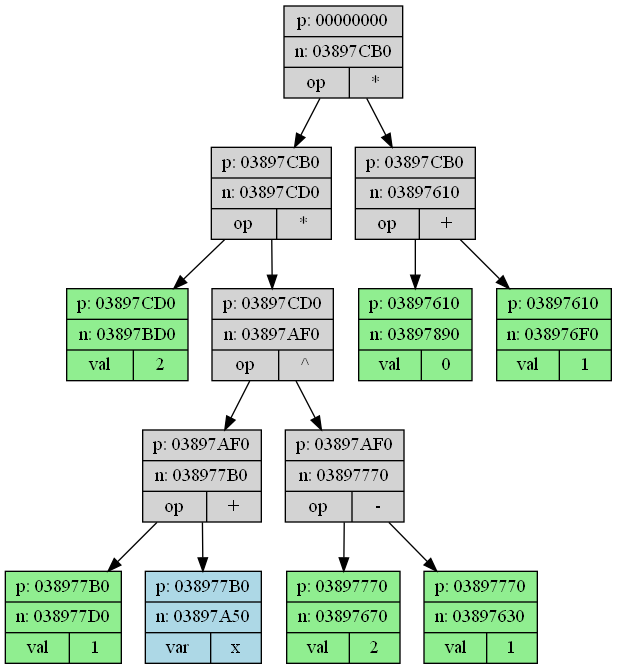 p: 00000000
n: 03897CB0
op *
p: 03897CB0
n: 03897CD0
op *
p: 03897CB0
n: 03897610
op +
p: 03897CD0
n: 03897BD0
val 2
p: 03897CD0
n: 03897AF0
op ^
p: 03897610
n: 03897890
val 0
p: 03897610
n: 038976F0
val 1
p: 03897AF0
n: 038977B0
op +
p: 03897AF0
n: 03897770
op -
p: 038977B0
n: 038977D0
val 1
p: 038977B0
n: 03897A50
var x
p: 03897770
n: 03897670
val 2
p: 03897770
n: 03897630
val 1